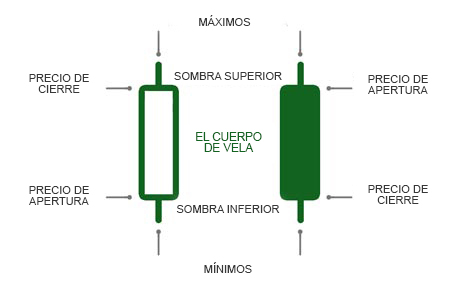 MÁXIMOS
PRECIO DE
CIERRE
SOMBRA SUPERIOR
PRECIO DE
APERTURA
EL CUERPO
DE VELA
PRECIO DE
APERTURA
SOMBRA INFERIOR
PRECIO DE
CIERRE
MÍNIMOS